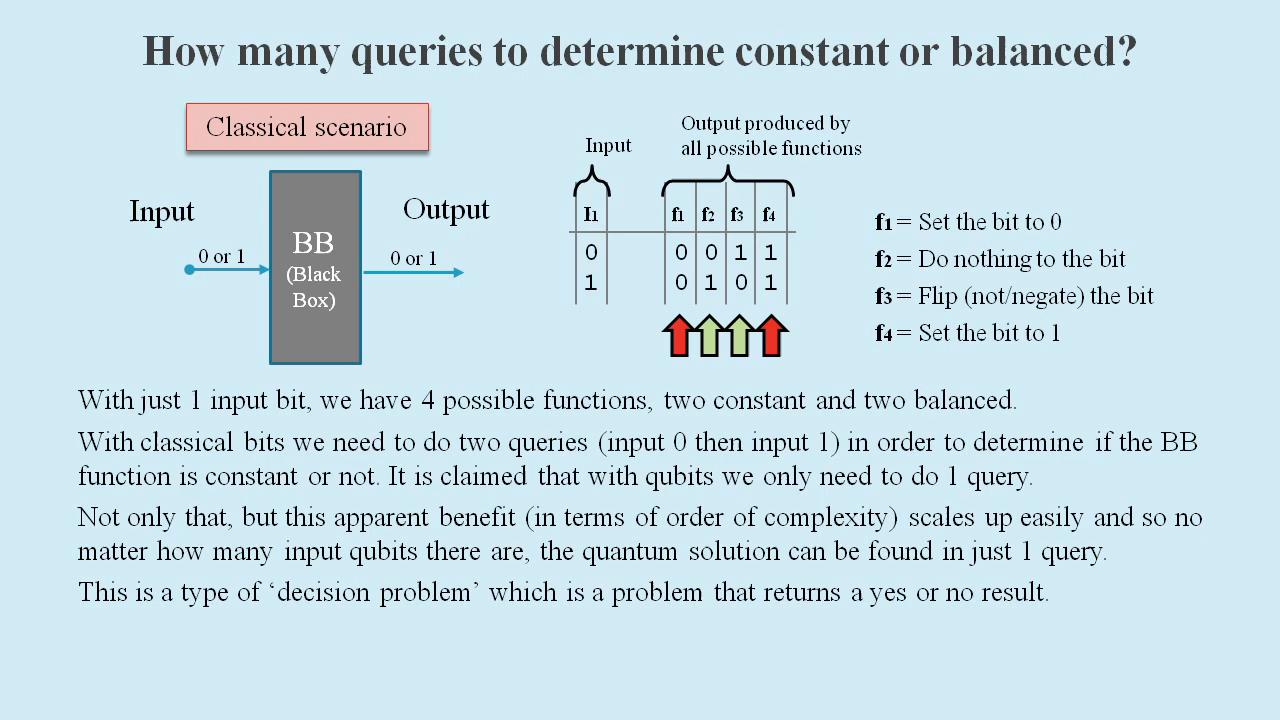 How many queries to determine constant or balanced?
Classical scenario
Input
0 or 1
BB
(Black
Box)
Output
0 or 1
Input
Output produced by
all possible functions
I1 f1 f2 f3 f4
0 0 0 1 1
1 0 1 0 1
f1 = Set the bit to 0
f2 = Do nothing to the bit
f3 = Flip (not/negate) the bit
f4 = Set the bit to 1
With just 1 input bit, we have 4 possible functions, two constant and two balanced.
With classical bits we need to do two queries (input 0 then input 1) in order to determine if the BB
function is constant or not. It is claimed that with qubits we only need to do 1 query.
Not only that, but this apparent benefit (in terms of order of complexity) scales up easily and so no
matter how many input qubits there are, the quantum solution can be found in just 1 query.
This is a type of ‘decision problem’ which is a problem that returns a yes or no result.